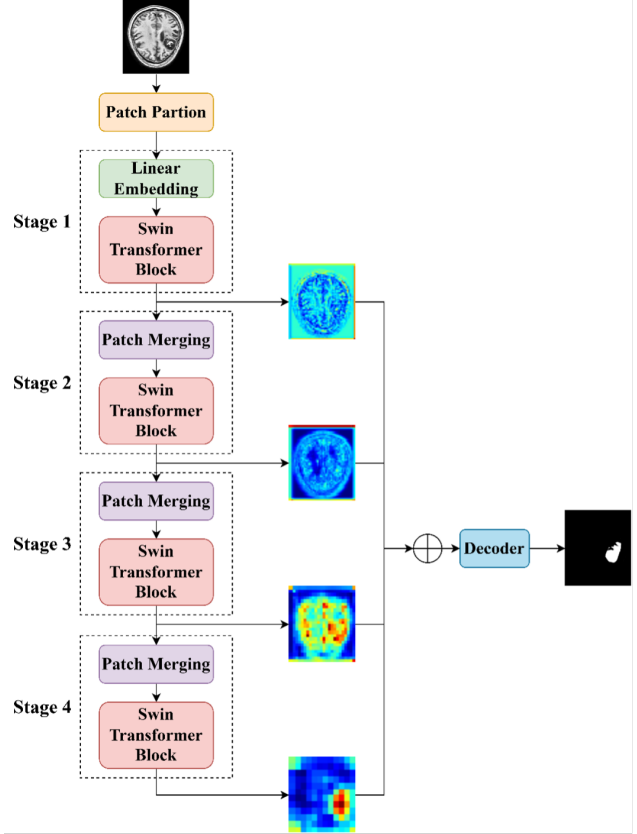 Patch Partion
Stage 1
Linear
Embedding
Swin
Transformer
Block
Stage 2
Patch Merging
Swin
Transformer
Block
Stage 3
Patch Merging
Swin
Transformer
Block
Decoder
Stage 4
Patch Merging
Swin
Transformer
Block